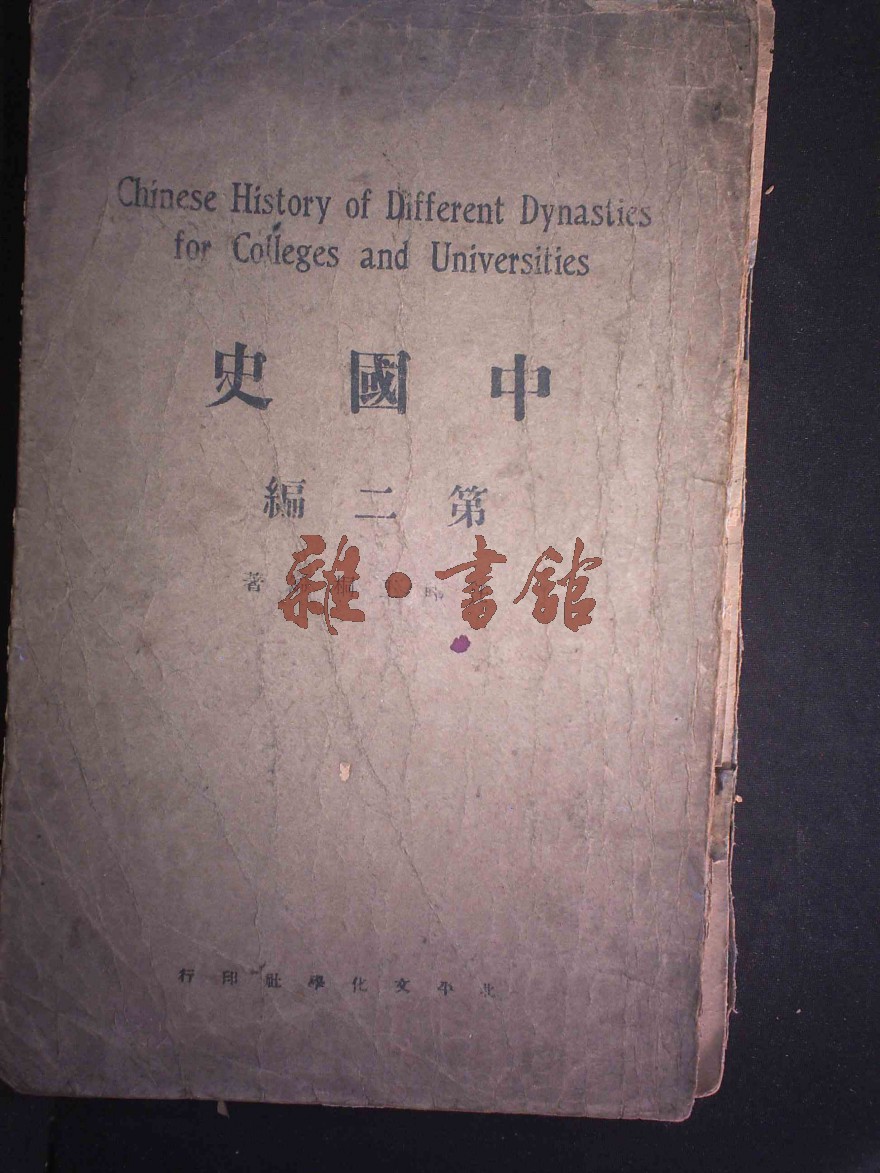 Chinese History of Different Dynasties
for Colleges and Universities
中國史
第二編
著
雜·書舘
北平文化學社印行